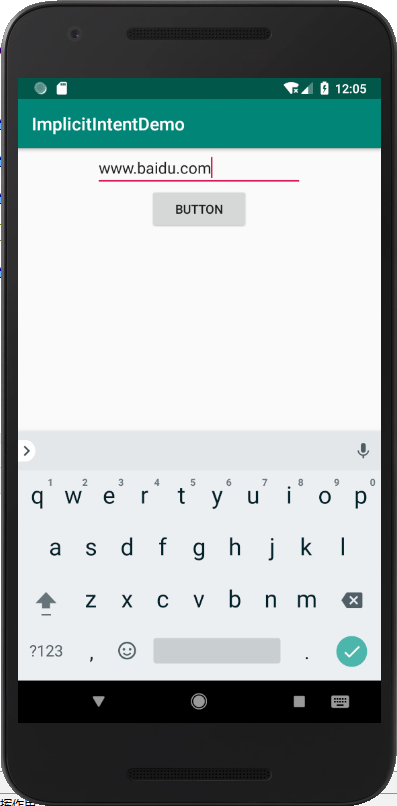 12:05
ImplicitIntentDemo
www.baidu.com
BUTTON
1 2 3 4 5 6 7 8 9 0
q w e r t y u i o p
a s d f g h j k l
z x c v b n m
?123 , .